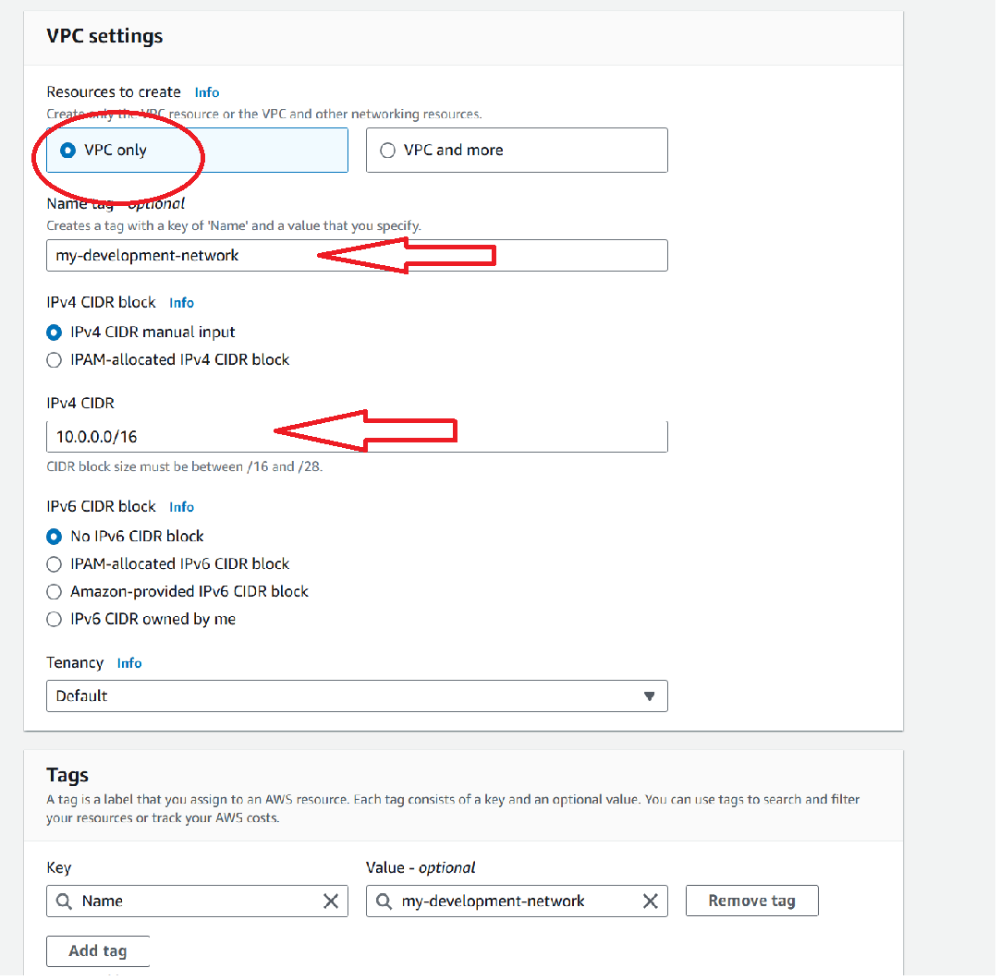 VPC settings
Resources to create Info
Create only the VPC resource or the VPC and other networking resources.
VPC only
VPC and more
Name tag - optional
Creates a tag with a key of 'Name' and a value that you specify.
my-development-network
IPv4 CIDR block Info
IPv4 CIDR manual input
IPAM-allocated IPv4 CIDR block
IPv4 CIDR
10.0.0.0/16
CIDR block size must be between /16 and /28.
IPv6 CIDR block Info
No IPv6 CIDR block
IPAM-allocated IPv6 CIDR block
Amazon-provided IPv6 CIDR block
IPv6 CIDR owned by me
Tenancy Info
Default
Tags
A tag is a label that you assign to an AWS resource. Each tag consists of a key and an optional value. You can use tags to search and filter
your resources or track your AWS costs.
Key
Value - optional
Name
my-development-network
Remove tag
Add tag